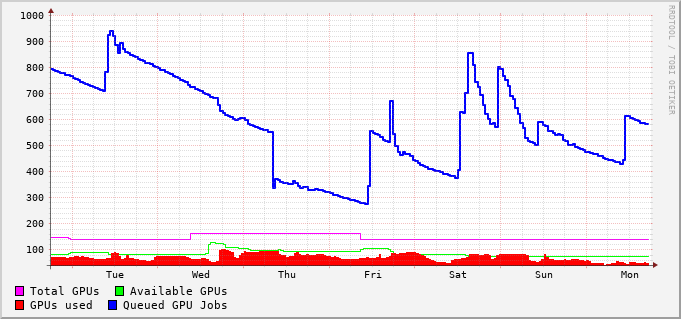 1000
900
800
700
600
500
400
300
200
100
Tue Wed Thu Fri Sat Sun Mon
Total GPUs Available GPUs
GPUs used Queued GPU Jobs
RRDTOOL / TOBI OETIKER